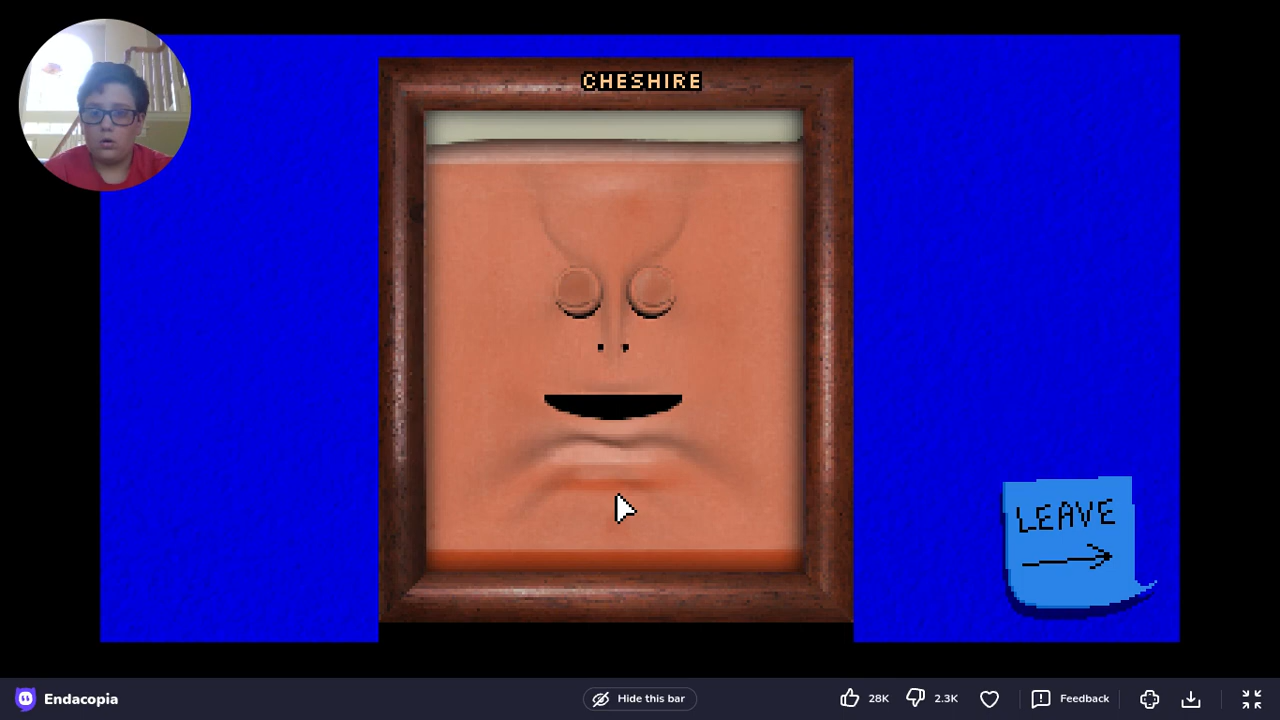 CHESHIRE
LEAVE
Endacopia
Hide this bar
28K
2.3K
Feedback